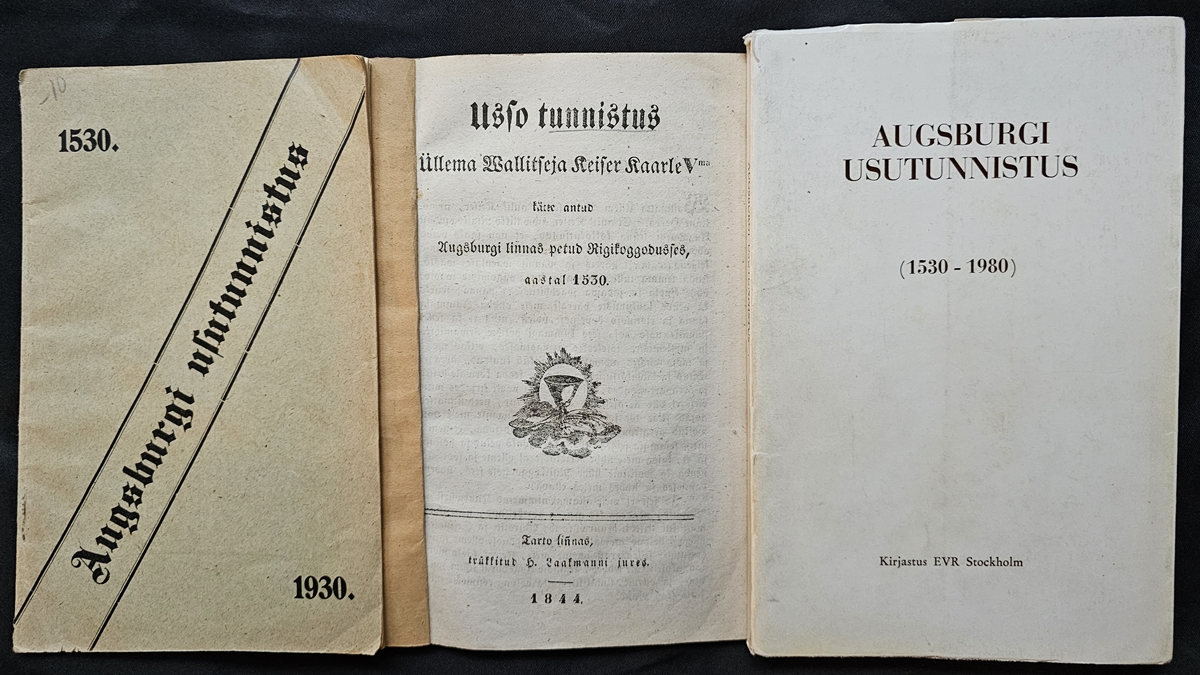 -10
1530.
Augsburgi uſutunnistus
1930.
Usſo tunnistus
Üllema Wallitſeja Keiſer Kaarle V^ma
kätte antud
Augsburgi linnas petud Rigikoggodusſes,
aastal 1530.
Tarto liñnas,
trükkitud H. Laakmanni jures.
1844.
AUGSBURGI
USUTUNNISTUS
(1530 - 1980)
Kirjastus EVR Stockholm